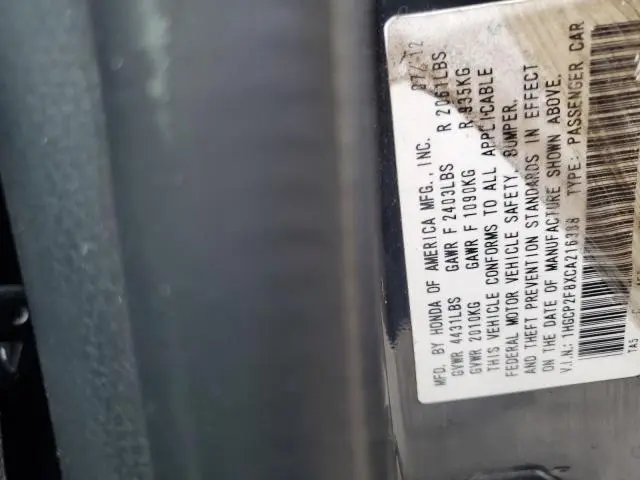 MFD. BY HONDA OF AMERICA MFG., INC. 07/12
GVWR 4431LBS GAWR F 2403LBS R 2061LBS
GVWR 2010KG GAWR F 1090KG R 935KG
THIS VEHICLE CONFORMS TO ALL APPLICABLE
FEDERAL MOTOR VEHICLE SAFETY, BUMPER,
AND THEFT PREVENTION STANDARDS IN EFFECT
ON THE DATE OF MANUFACTURE SHOWN ABOVE.
V.I.N.: 1HGCP2F8XCA216938 TYPE: PASSENGER CAR
TA5